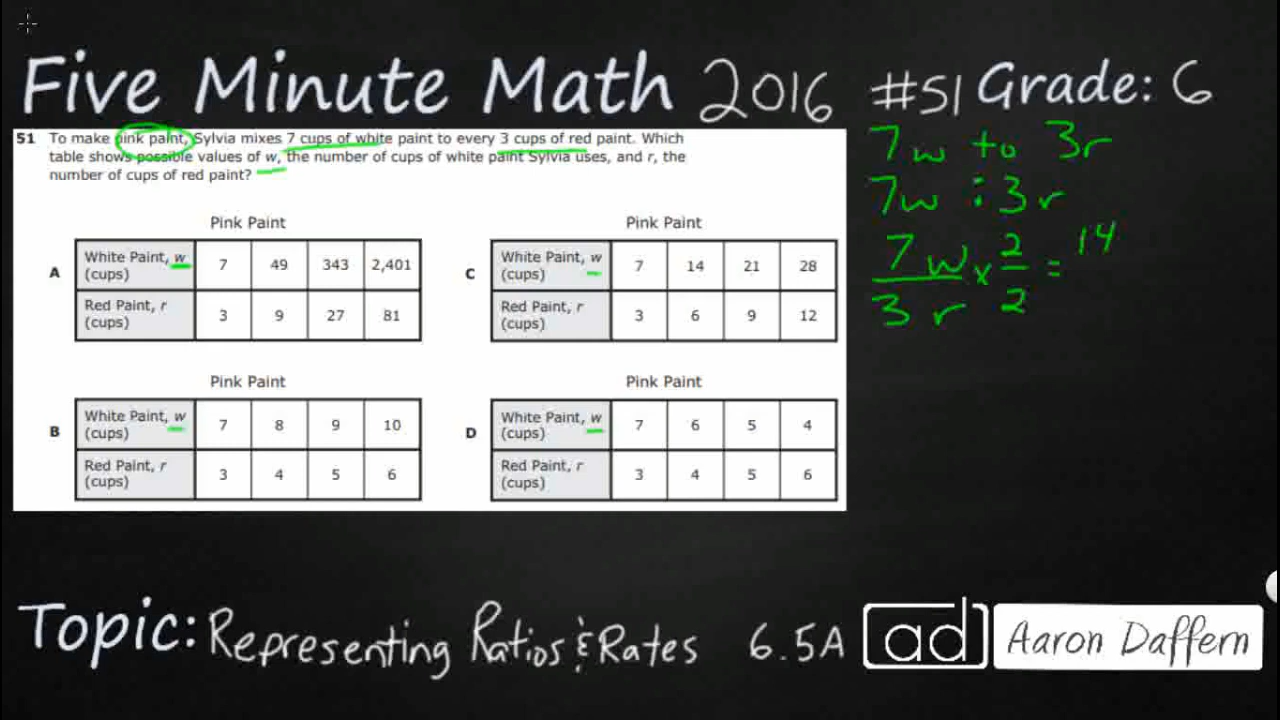 Five Minute Math 2016 #51 Grade: 6
51 To make pink paint, Sylvia mixes 7 cups of white paint to every 3 cups of red paint. Which
table shows possible values of w, the number of cups of white paint Sylvia uses, and r, the
number of cups of red paint?
7w to 3r
7w : 3r
7w/3r x 2/2 = 14
A
Pink Paint
White Paint, w (cups) 7 49 343 2,401
Red Paint, r (cups) 3 9 27 81
C
Pink Paint
White Paint, w (cups) 7 14 21 28
Red Paint, r (cups) 3 6 9 12
B
Pink Paint
White Paint, w (cups) 7 8 9 10
Red Paint, r (cups) 3 4 5 6
D
Pink Paint
White Paint, w (cups) 7 6 5 4
Red Paint, r (cups) 3 4 5 6
Topic: Representing Ratios & Rates 6.5A ad Aaron Daffern